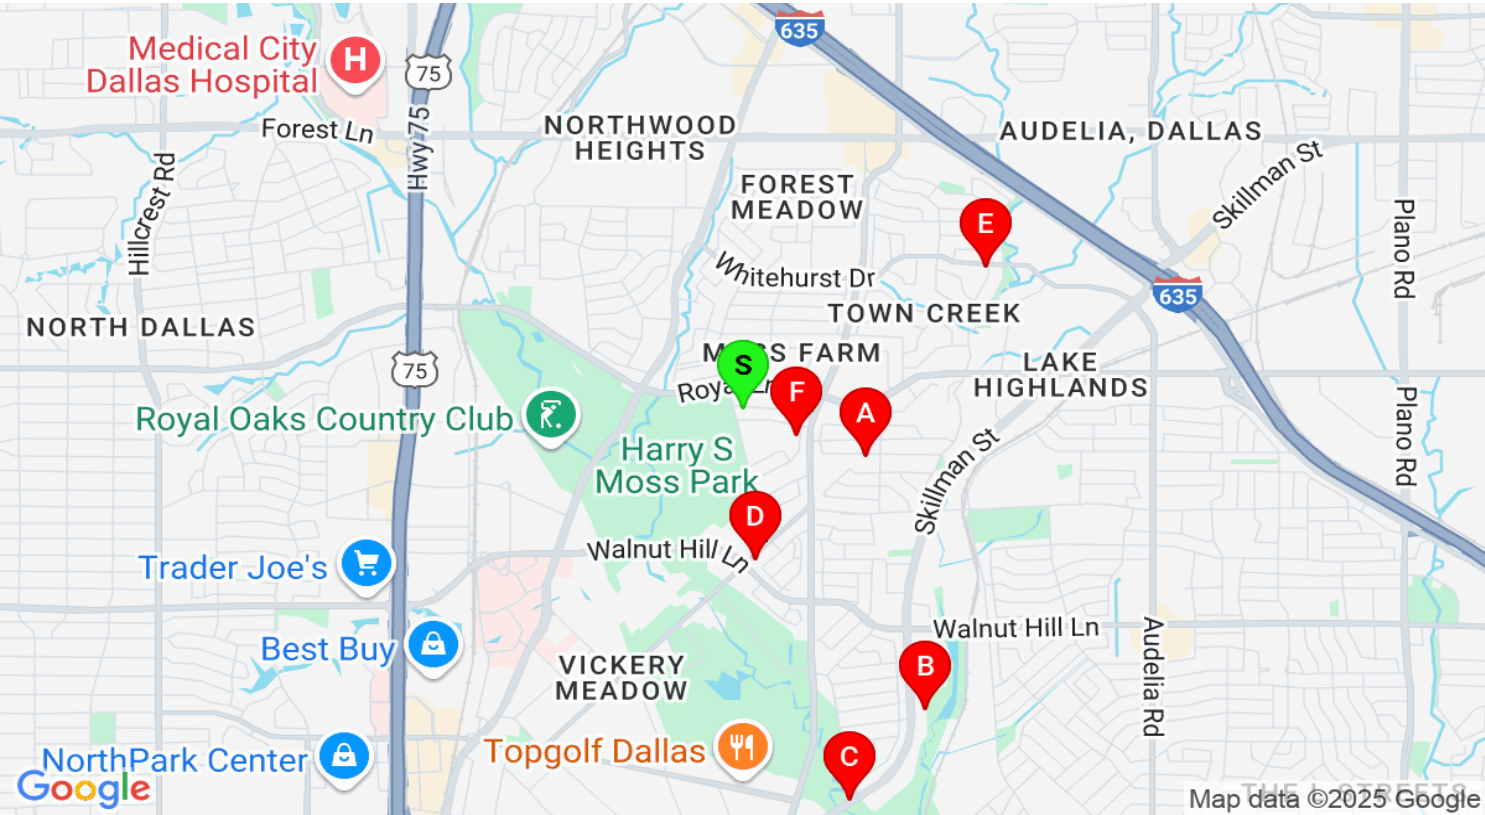 635
Medical City
Dallas Hospital
H
75
Forest Ln
Hwy 75
Hillcrest Rd
NORTHWOOD
HEIGHTS
AUDELIA, DALLAS
Skillman St
FOREST
MEADOW
E
Plano Rd
Whitehurst Dr
635
TOWN CREEK
NORTH DALLAS
75
S FARM
S
LAKE
HIGHLANDS
F
A
Plano Rd
Royal Oaks Country Club
Harry S
Moss Park
Skillman St
D
Walnut Hill Ln
Trader Joe's
Walnut Hill Ln
Audelia Rd
Best Buy
VICKERY
MEADOW
B
Topgolf Dallas
C
NorthPark Center
Google
Map data ©2025 Google